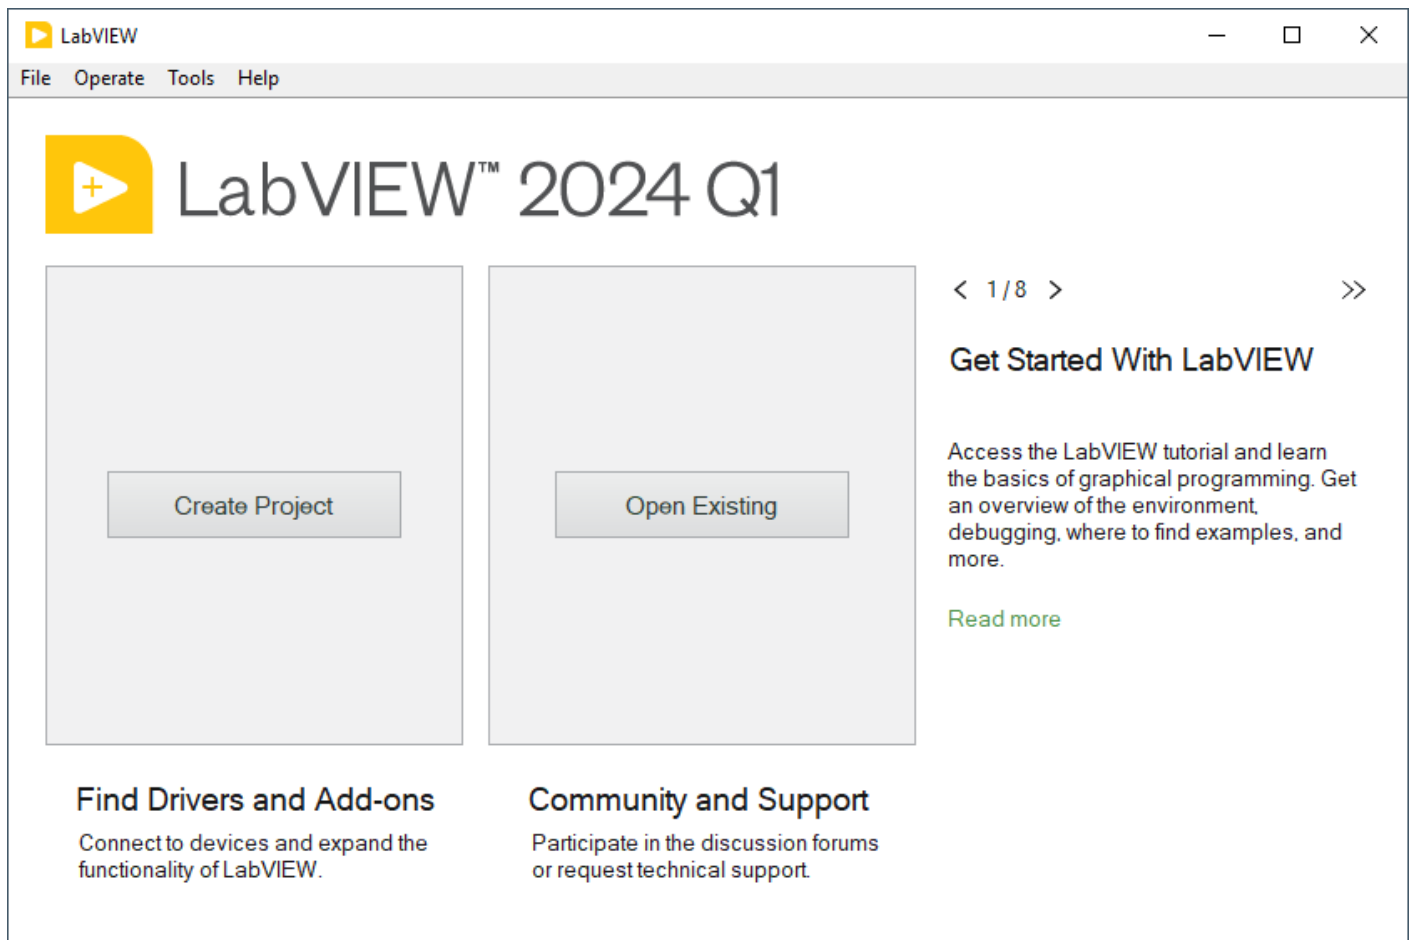 LabVIEW
File Operate Tools Help
LabVIEW™ 2024 Q1
Create Project
Open Existing
1/8
Get Started With LabVIEW
Access the LabVIEW tutorial and learn
the basics of graphical programming. Get
an overview of the environment,
debugging, where to find examples, and
more.
Read more
Find Drivers and Add-ons
Connect to devices and expand the
functionality of LabVIEW.
Community and Support
Participate in the discussion forums
or request technical support.